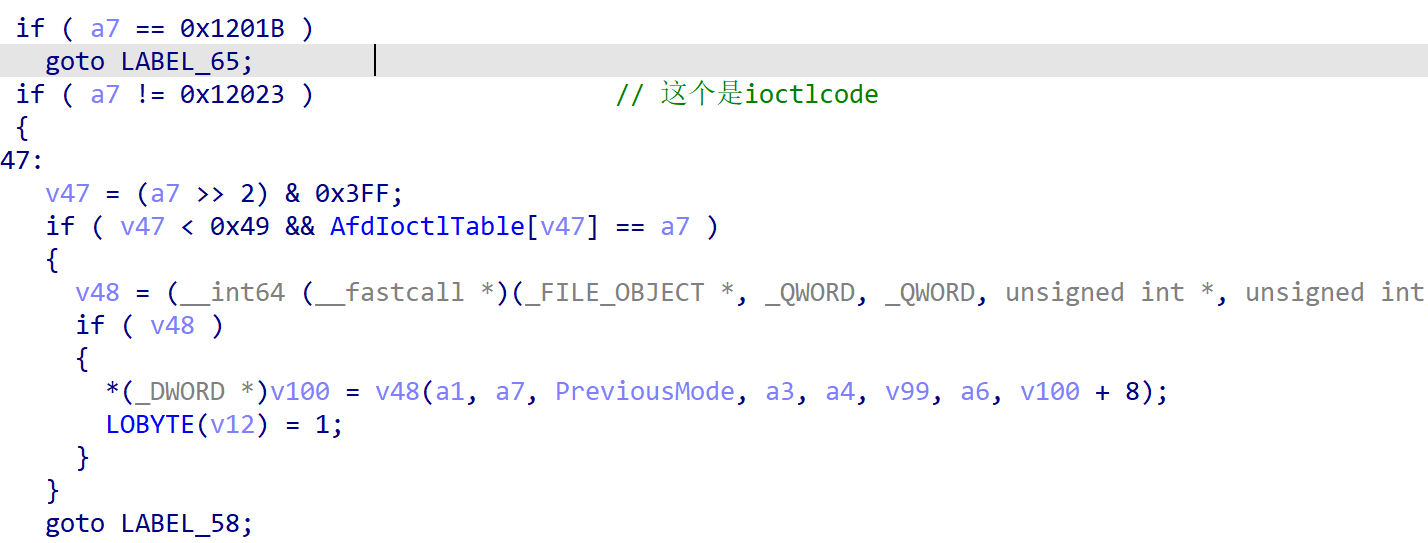 if ( a7 == 0x1201B )
goto LABEL_65;
if ( a7 != 0x12023 ) // 这个是ioctlcode
{
47:
v47 = (a7 >> 2) & 0x3FF;
if ( v47 < 0x49 && AfdIoctlTable[v47] == a7 )
{
v48 = (__int64 (__fastcall *)(_FILE_OBJECT *, _QWORD, _QWORD, unsigned int *, unsigned int
if ( v48 )
{
*(_DWORD *)v100 = v48(a1, a7, PreviousMode, a3, a4, v99, a6, v100 + 8);
LOBYTE(v12) = 1;
}
}
goto LABEL_58;